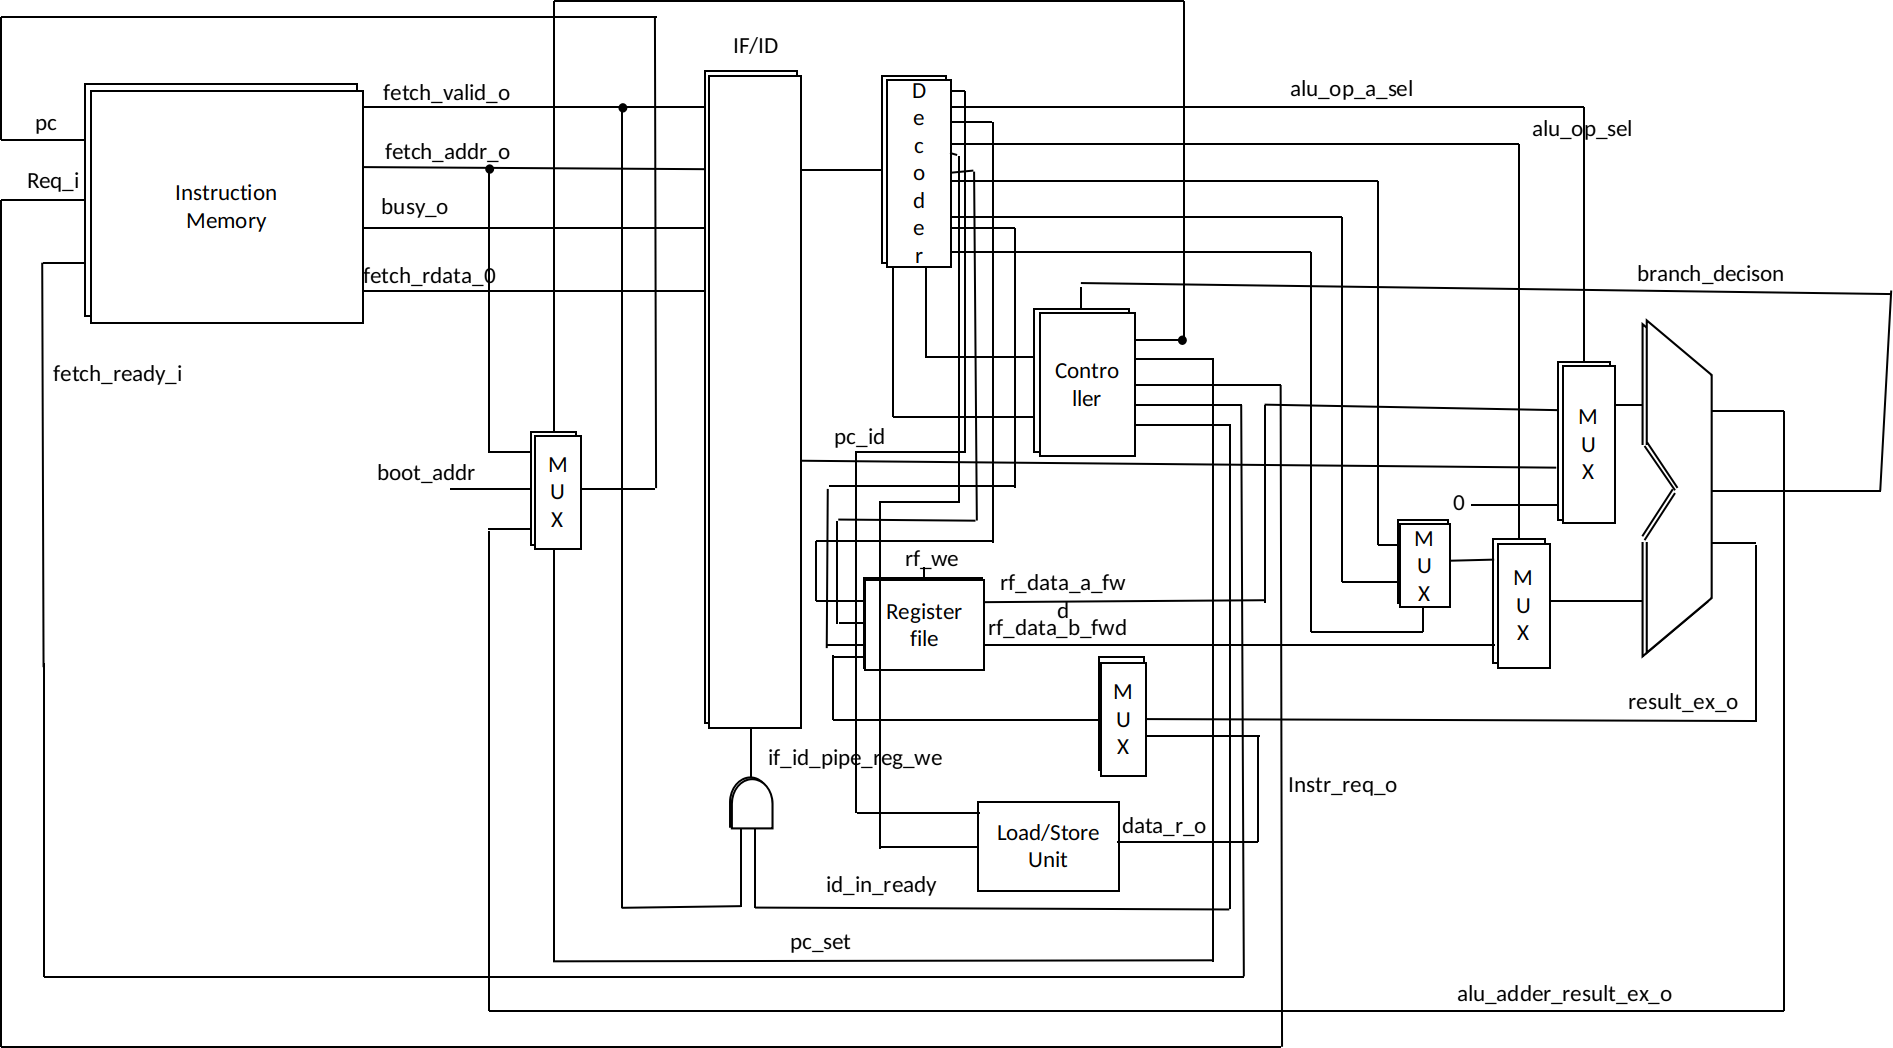 IF/ID
fetch_valid_o
alu_op_a_sel
pc
alu_op_sel
fetch_addr_o
Req_i
Instruction
Memory
busy_o
D
e
c
o
d
e
r
fetch_rdata_0
branch_decison
fetch_ready_i
Contro
ller
pc_id
boot_addr
M
U
X
M
U
X
0
M
U
X
M
U
X
rf_we
rf_data_a_fw
d
Register
file
rf_data_b_fwd
M
U
X
result_ex_o
if_id_pipe_reg_we
Instr_req_o
Load/Store
Unit
data_r_o
id_in_ready
pc_set
alu_adder_result_ex_o